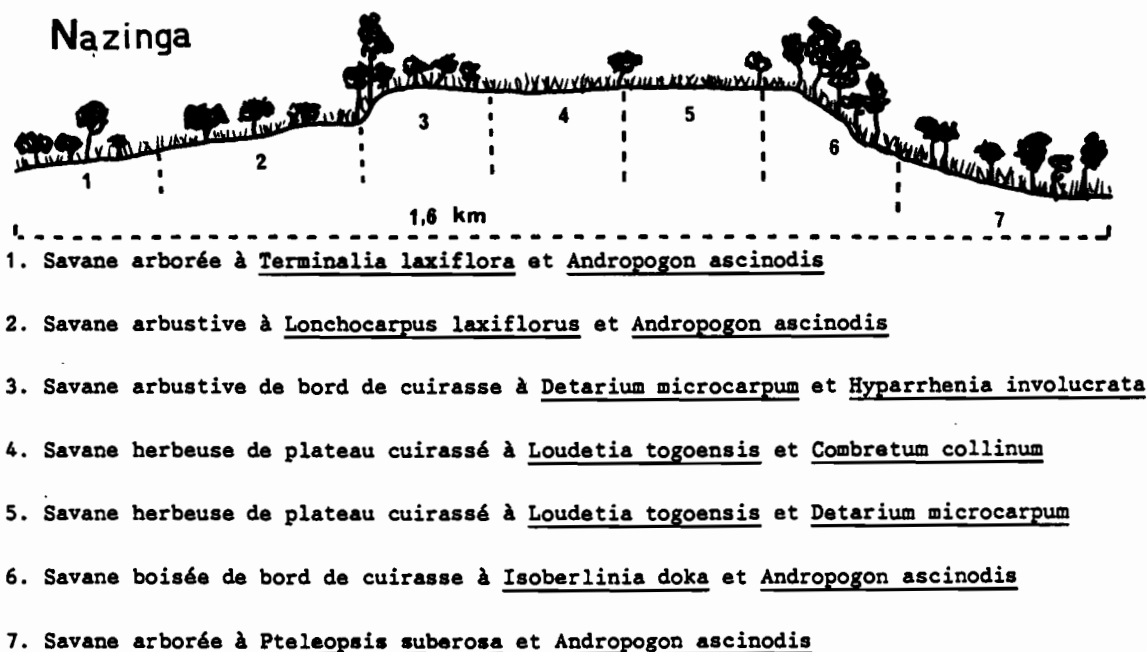 Nazinga
1
2
3
4
5
6
7
1,6 km
1. Savane arborée à Terminalia laxiflora et Andropogon ascinodis
2. Savane arbustive à Lonchocarpus laxiflorus et Andropogon ascinodis
3. Savane arbustive de bord de cuirasse à Detarium microcarpum et Hyparrhenia involucrata
4. Savane herbeuse de plateau cuirassé à Loudetia togoensis et Combretum collinum
5. Savane herbeuse de plateau cuirassé à Loudetia togoensis et Detarium microcarpum
6. Savane boisée de bord de cuirasse à Isoberlinia doka et Andropogon ascinodis
7. Savane arborée à Pteleopsis suberosa et Andropogon ascinodis